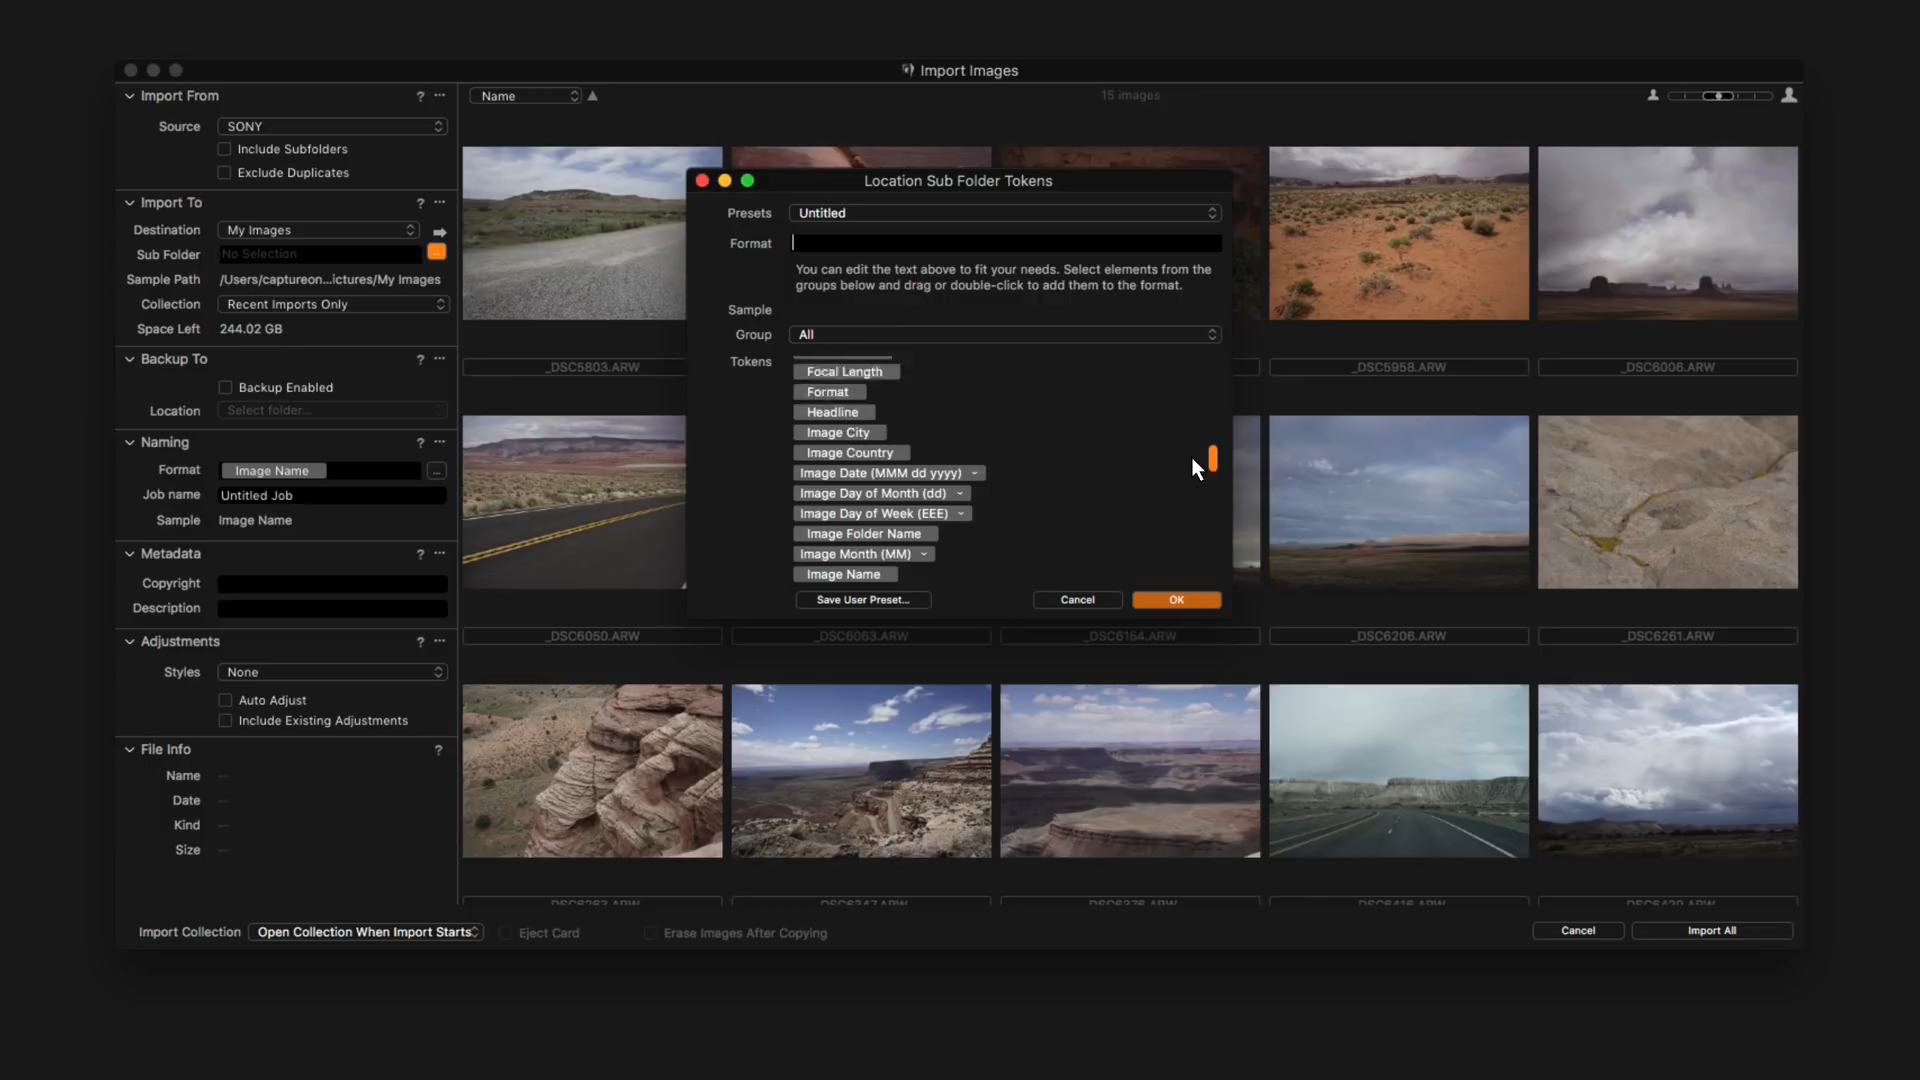 Import Images
Import From ? ...
Source SONY
Include Subfolders
Exclude Duplicates
Import To ? ...
Destination My Images
Sub Folder No Selection ...
Sample Path /Users/captureon...ictures/My Images
Collection Recent Imports Only
Space Left 244.02 GB
Backup To ? ...
Backup Enabled
Location Select folder...
Naming ? ...
Format Image Name ...
Job name Untitled Job
Sample Image Name
Metadata ? ...
Copyright
Description
Adjustments ? ...
Styles None
Auto Adjust
Include Existing Adjustments
File Info ?
Name --
Date --
Kind --
Size --
Name
15 images
Location Sub Folder Tokens
Presets Untitled
Format
You can edit the text above to fit your needs. Select elements from the
groups below and drag or double-click to add them to the format.
Sample
Group All
Tokens
Focal Length
Format
Headline
Image City
Image Country
Image Date (MMM dd yyyy)
Image Day of Month (dd)
Image Day of Week (EEE)
Image Folder Name
Image Month (MM)
Image Name
Save User Preset... Cancel OK
_DSC5803.ARW _DSC5958.ARW _DSC6006.ARW
_DSC6050.ARW _DSC6063.ARW _DSC6164.ARW _DSC6206.ARW _DSC6261.ARW
Import Collection Open Collection When Import Starts Eject Card Erase Images After Copying Cancel Import All